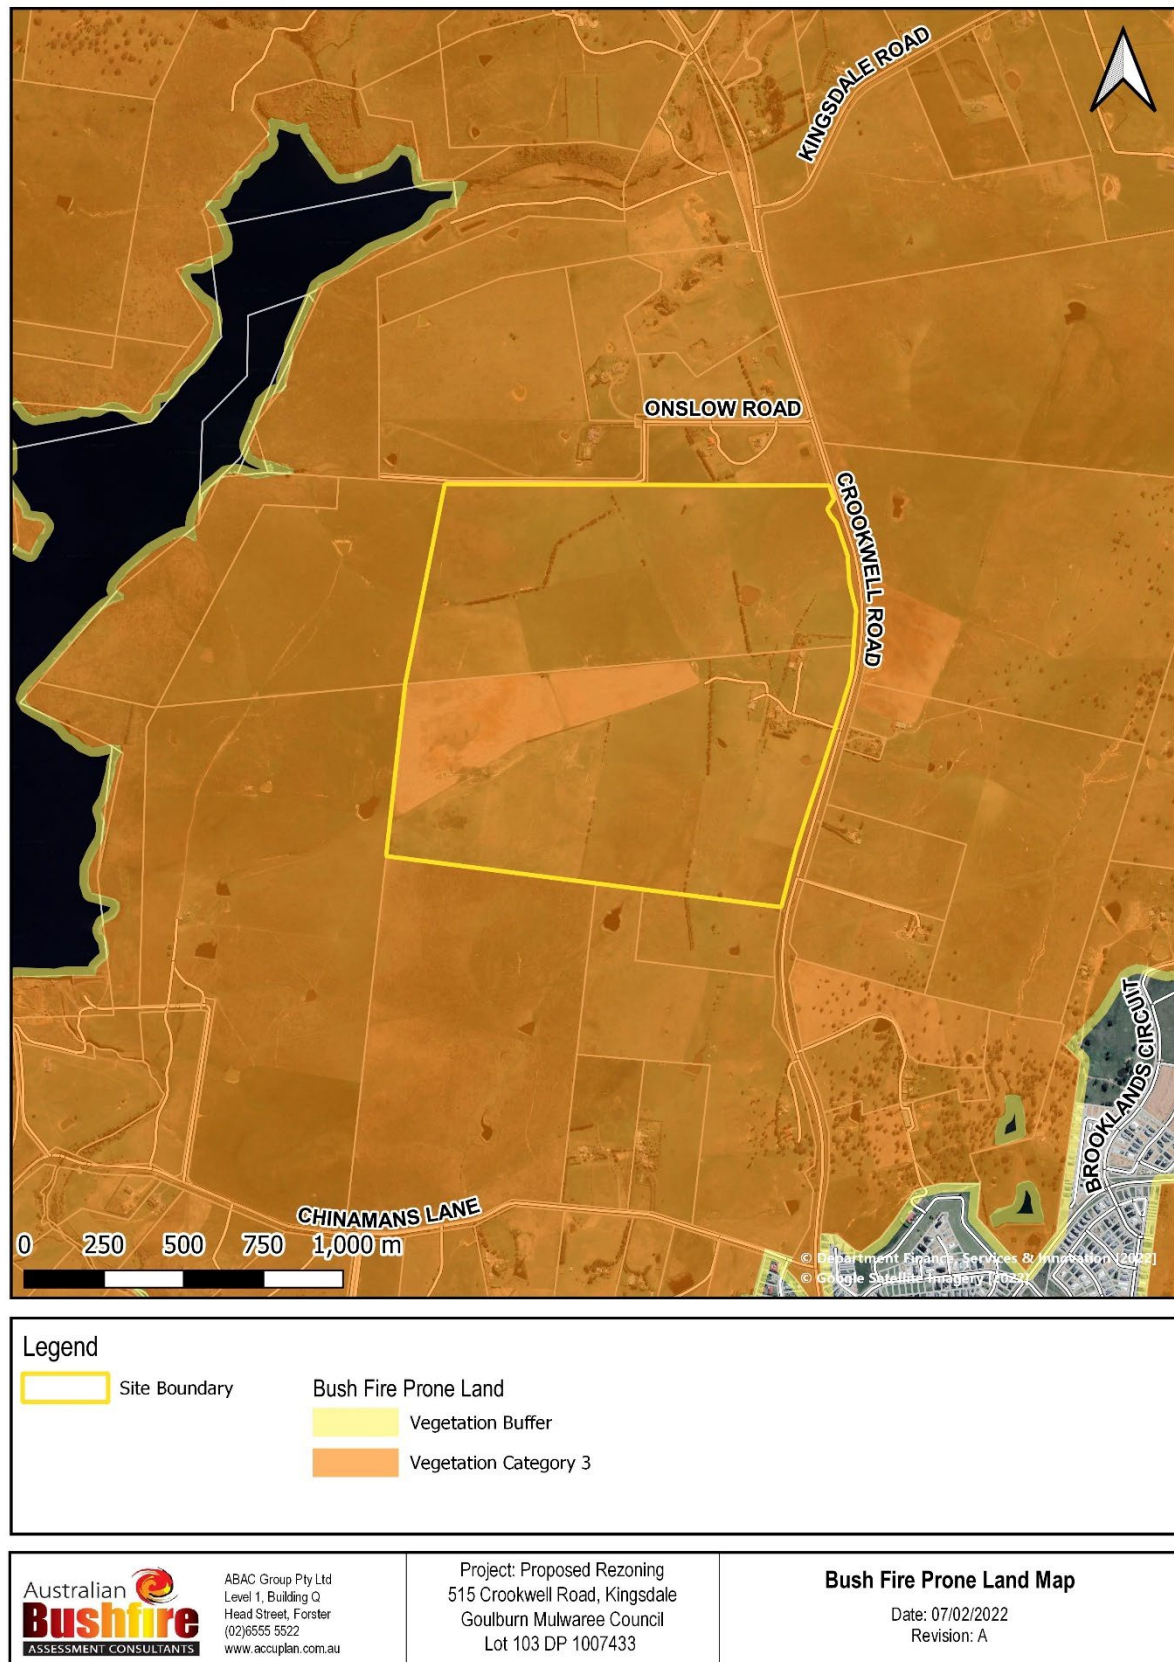 KINGSDALE ROAD
ONSLOW ROAD
CROOKWELL ROAD
BROOKLANDS CIRCUIT
CHINAMANS LANE
0 250 500 750 1,000 m
© Department Finance, Services & Innovation [2022]
© Google Satellite Imagery [2022]
Legend
Site Boundary
Bush Fire Prone Land
Vegetation Buffer
Vegetation Category 3
Australian
Bushfire
ASSESSMENT CONSULTANTS
ABAC Group Pty Ltd
Level 1, Building Q
Head Street, Forster
(02)6555 5522
www.accuplan.com.au
Project: Proposed Rezoning
515 Crookwell Road, Kingsdale
Goulburn Mulwaree Council
Lot 103 DP 1007433
Bush Fire Prone Land Map
Date: 07/02/2022
Revision: A